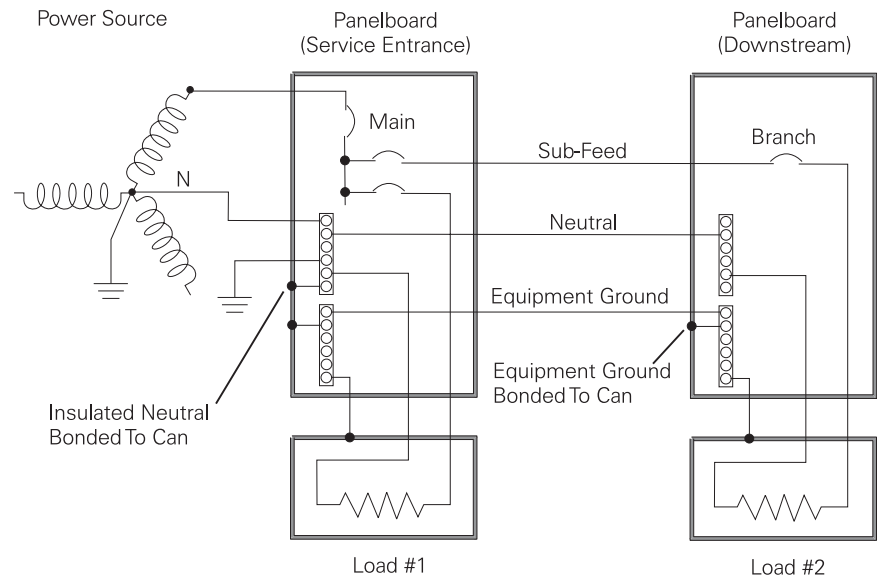 Power Source
Panelboard
(Service Entrance)
Panelboard
(Downstream)
Main
Sub-Feed
Branch
N
Neutral
Equipment Ground
Equipment Ground
Bonded To Can
Insulated Neutral
Bonded To Can
Load #1
Load #2